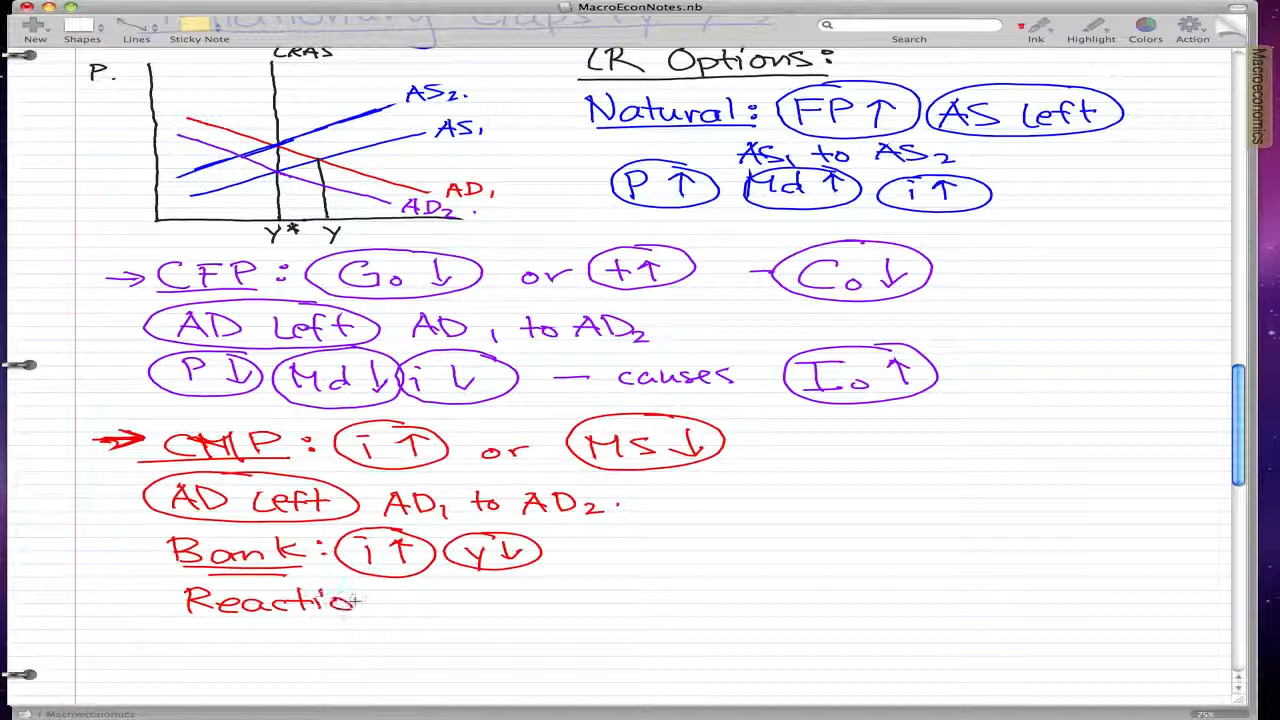 MacroEconNotes.nb
New Shapes Lines Sticky Note Search Ink Highlight Colors Action
Macroeconomics
LRAS
P.
AS2.
AS1
AD1
AD2.
Y* Y
LR Options:
Natural: FP↑ AS Left
AS1 to AS2
P↑ Md↑ i↑
→ CFP: Go↓ or t↑ – Co↓
AD Left AD1 to AD2
P↓ Md↓ i↓ — causes Io↑
→ CMP: i↑ or MS↓
AD Left AD1 to AD2.
Bank: i↑ Y↓
Reactio
Macroeconomics
75%